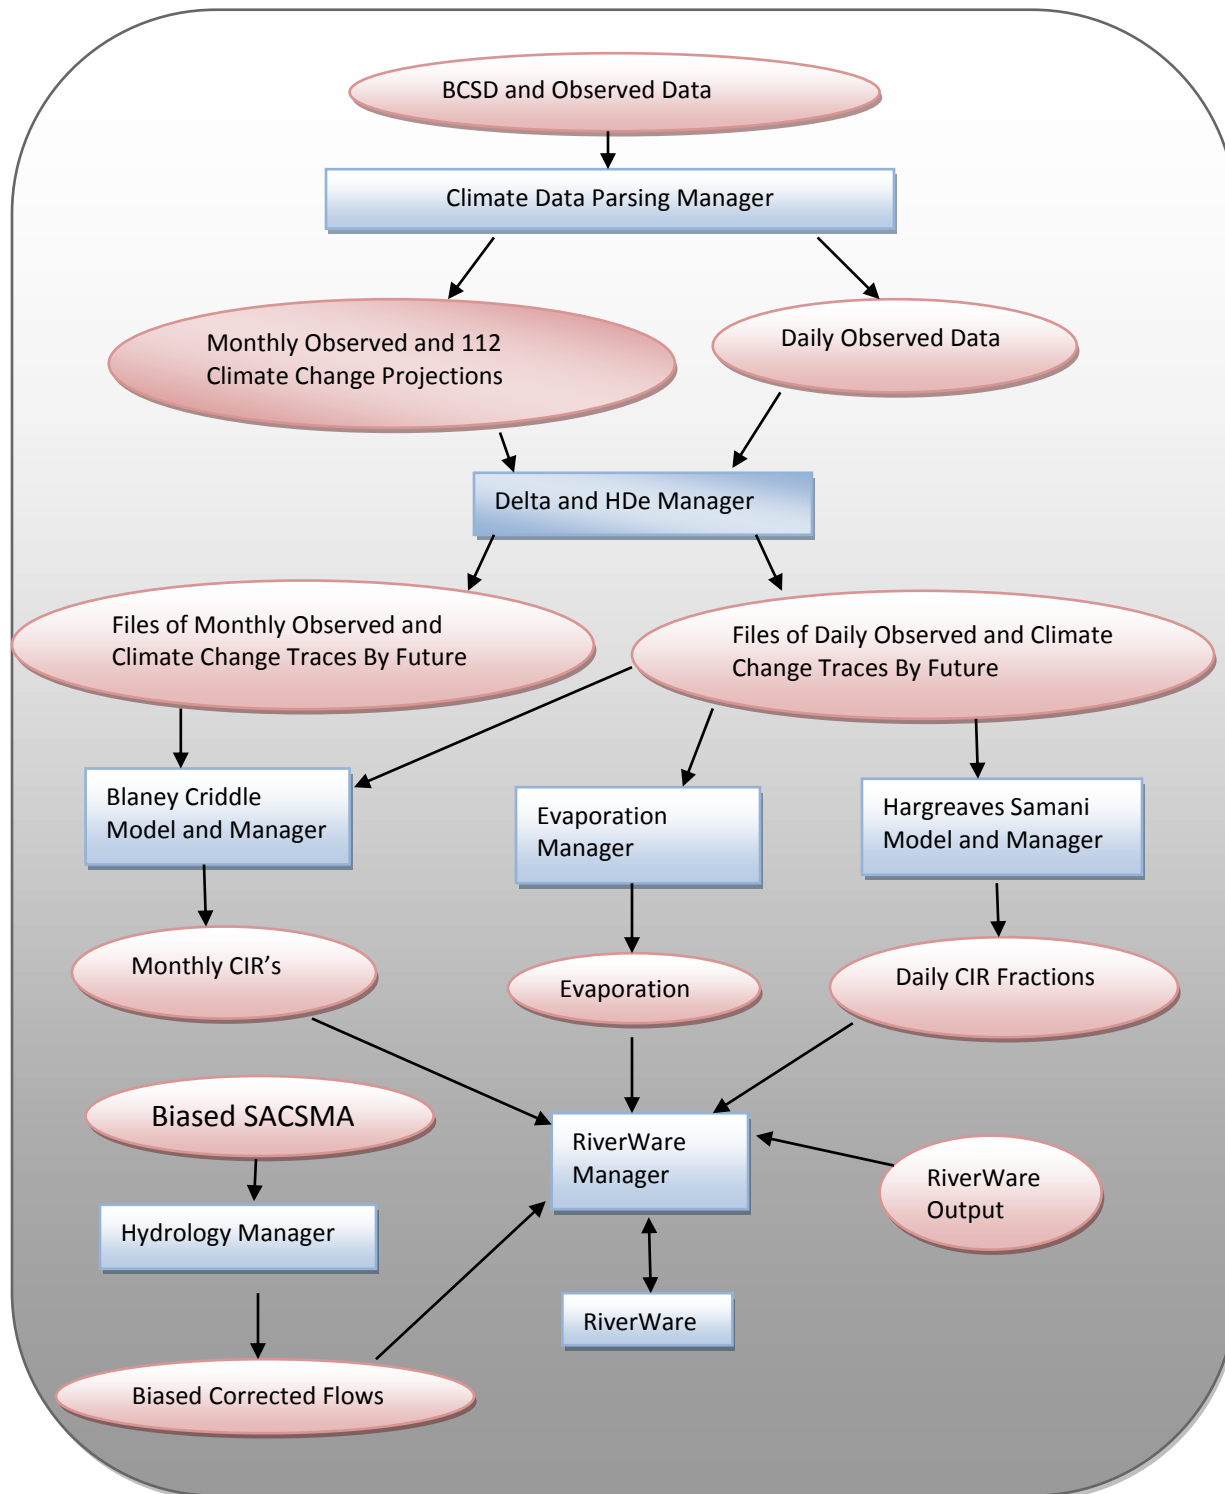 BCSD and Observed Data
Climate Data Parsing Manager
Monthly Observed and 112
Climate Change Projections
Daily Observed Data
Delta and HDe Manager
Files of Monthly Observed and
Climate Change Traces By Future
Files of Daily Observed and Climate
Change Traces By Future
Blaney Criddle
Model and Manager
Evaporation
Manager
Hargreaves Samani
Model and Manager
Monthly CIR’s
Evaporation
Daily CIR Fractions
Biased SACSMA
RiverWare
Manager
RiverWare
Output
Hydrology Manager
RiverWare
Biased Corrected Flows